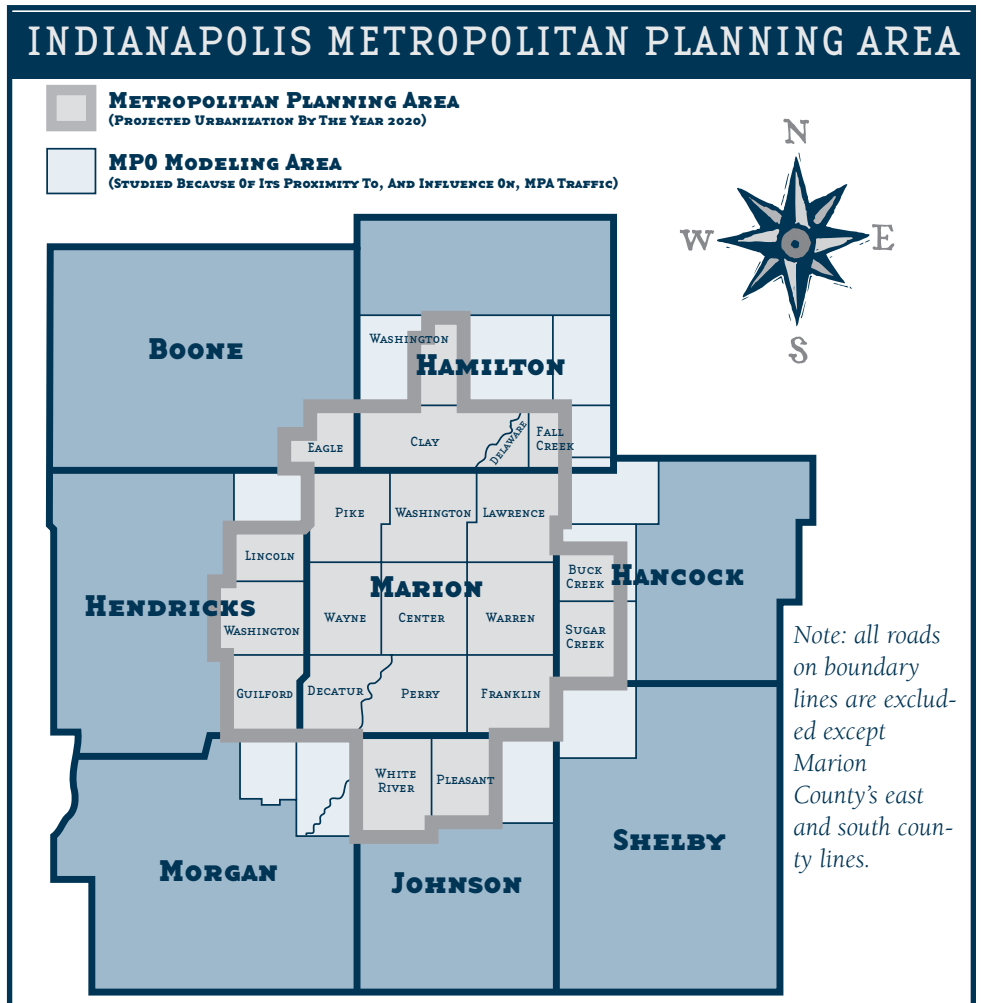 INDIANAPOLIS METROPOLITAN PLANNING AREA
METROPOLITAN PLANNING AREA
(PROJECTED URBANIZATION BY THE YEAR 2020)
MPO MODELING AREA
(STUDIED BECAUSE OF ITS PROXIMITY TO, AND INFLUENCE ON, MPA TRAFFIC)
N
W
E
S
BOONE
WASHINGTON
HAMILTON
EAGLE
CLAY
DELAWARE
FALL
CREEK
PIKE
WASHINGTON
LAWRENCE
LINCOLN
MARION
BUCK
CREEK
HANCOCK
HENDRICKS
WASHINGTON
WAYNE
CENTER
WARREN
SUGAR
CREEK
GUILFORD
DECATUR
PERRY
FRANKLIN
WHITE
RIVER
PLEASANT
MORGAN
JOHNSON
SHELBY
Note: all roads
on boundary
lines are exclud-
ed except
Marion
County's east
and south coun-
ty lines.